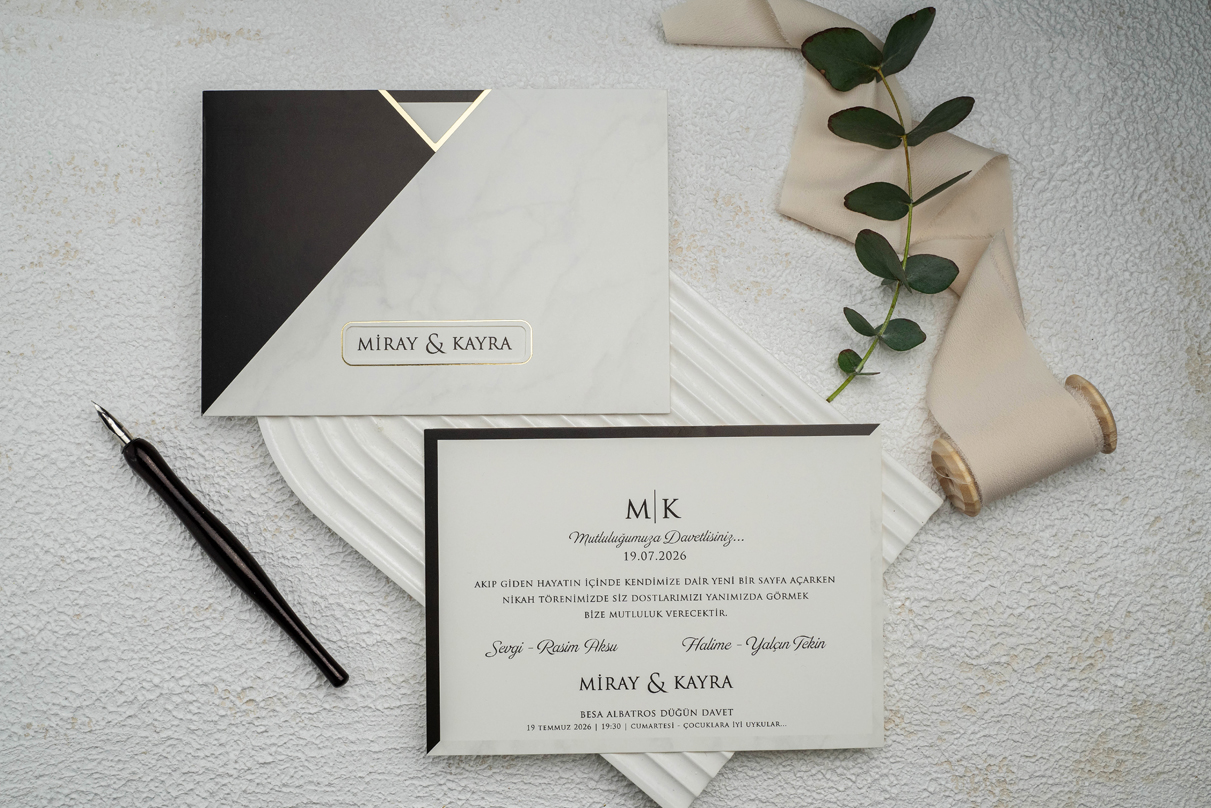 MİRAY & KAYRA
M|K
Mutluluğumuza Davetlisiniz...
19.07.2026
AKIP GİDEN HAYATIN İÇİNDE KENDİMİZE DAİR YENİ BİR SAYFA AÇARKEN
NİKAH TÖRENİMİZDE SİZ DOSTLARIMIZI YANIMIZDA GÖRMEK
BİZE MUTLULUK VERECEKTİR.
Sevgi - Rasim Aksu Halime - Yalçın Tekin
MİRAY & KAYRA
BESA ALBATROS DÜĞÜN DAVET
19 TEMMUZ 2026 | 19:30 | CUMARTESİ - ÇOCUKLARA İYİ UYKULAR...